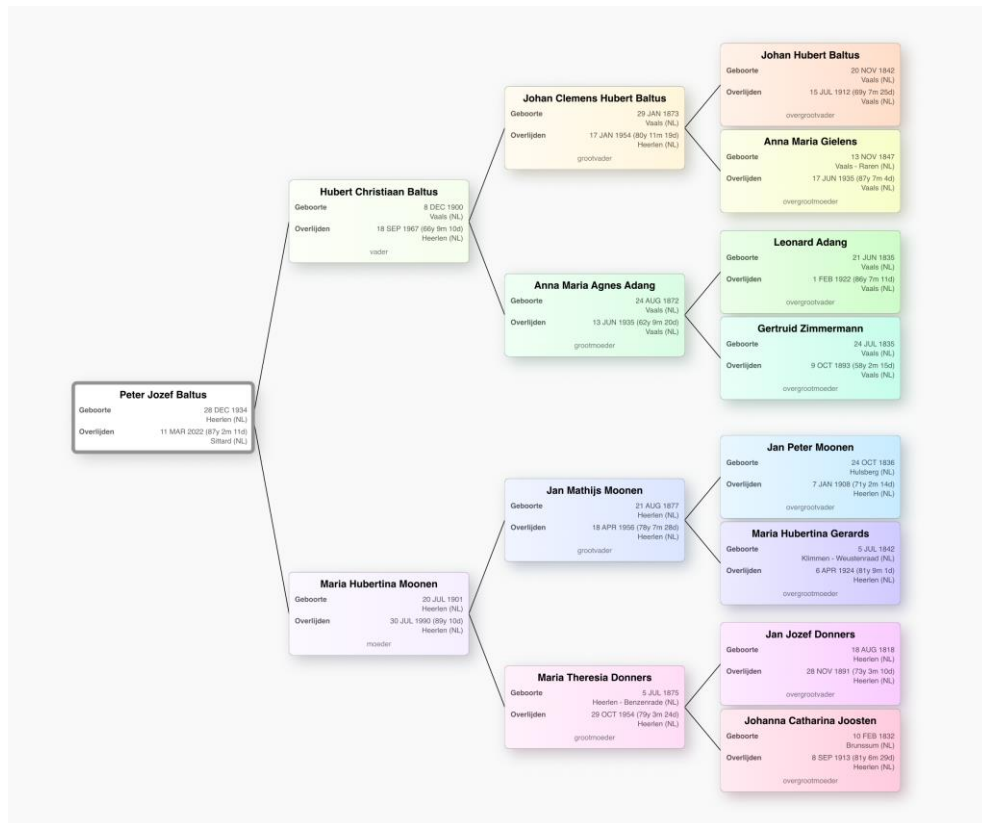 Peter Jozef Baltus
Geboorte 28 DEC 1934
Heerlen (NL)
Overlijden 11 MAR 2022 (87y 2m 11d)
Sittard (NL)
Hubert Christiaan Baltus
Geboorte 8 DEC 1900
Vaals (NL)
Overlijden 18 SEP 1967 (66y 9m 10d)
Heerlen (NL)
vader
Maria Hubertina Moonen
Geboorte 20 JUL 1901
Heerlen (NL)
Overlijden 30 JUL 1990 (89y 10d)
Heerlen (NL)
moeder
Johan Clemens Hubert Baltus
Geboorte 29 JAN 1873
Vaals (NL)
Overlijden 17 JAN 1954 (80y 11m 19d)
Heerlen (NL)
grootvader
Anna Maria Agnes Adang
Geboorte 24 AUG 1872
Vaals (NL)
Overlijden 13 JUN 1935 (62y 9m 20d)
Vaals (NL)
grootmoeder
Jan Mathijs Moonen
Geboorte 21 AUG 1877
Heerlen (NL)
Overlijden 18 APR 1956 (78y 7m 28d)
Heerlen (NL)
grootvader
Maria Theresia Donners
Geboorte 5 JUL 1875
Heerlen - Benzenrade (NL)
Overlijden 29 OCT 1954 (79y 3m 24d)
Heerlen (NL)
grootmoeder
Johan Hubert Baltus
Geboorte 20 NOV 1842
Vaals (NL)
Overlijden 15 JUL 1912 (69y 7m 25d)
Vaals (NL)
overgrootvader
Anna Maria Gielens
Geboorte 13 NOV 1847
Vaals - Raren (NL)
Overlijden 17 JUN 1935 (87y 7m 4d)
Vaals (NL)
overgrootmoeder
Leonard Adang
Geboorte 21 JUN 1835
Vaals (NL)
Overlijden 1 FEB 1922 (86y 7m 11d)
Vaals (NL)
overgrootvader
Gertruid Zimmermann
Geboorte 24 JUL 1835
Vaals (NL)
Overlijden 9 OCT 1893 (58y 2m 15d)
Vaals (NL)
overgrootmoeder
Jan Peter Moonen
Geboorte 24 OCT 1836
Hulsberg (NL)
Overlijden 7 JAN 1908 (71y 2m 14d)
Heerlen (NL)
overgrootvader
Maria Hubertina Gerards
Geboorte 5 JUL 1842
Klimmen - Weustenraad (NL)
Overlijden 6 APR 1924 (81y 9m 1d)
Heerlen (NL)
overgrootmoeder
Jan Jozef Donners
Geboorte 18 AUG 1818
Heerlen (NL)
Overlijden 28 NOV 1891 (73y 3m 10d)
Heerlen (NL)
overgrootvader
Johanna Catharina Joosten
Geboorte 10 FEB 1832
Brunssum (NL)
Overlijden 8 SEP 1913 (81y 6m 29d)
Heerlen (NL)
overgrootmoeder